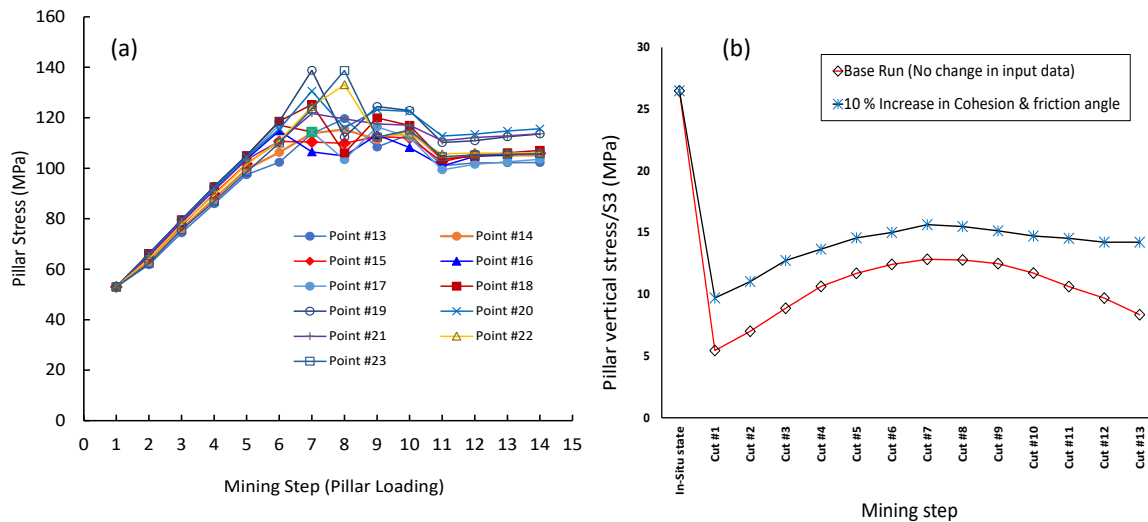 (a)
Pillar Stress (MPa)
160
140
120
100
80
60
40
20
0
Point #13 Point #14
Point #15 Point #16
Point #17 Point #18
Point #19 Point #20
Point #21 Point #22
Point #23
0 1 2 3 4 5 6 7 8 9 10 11 12 13 14 15
Mining Step (Pillar Loading)
(b)
Pillar vertical stress/S3 (MPa)
30
25
20
15
10
5
0
Base Run (No change in input data)
10 % Increase in Cohesion & friction angle
In-Situ state
Cut #1
Cut #2
Cut #3
Cut #4
Cut #5
Cut #6
Cut #7
Cut #8
Cut #9
Cut #10
Cut #11
Cut #12
Cut #13
Mining step